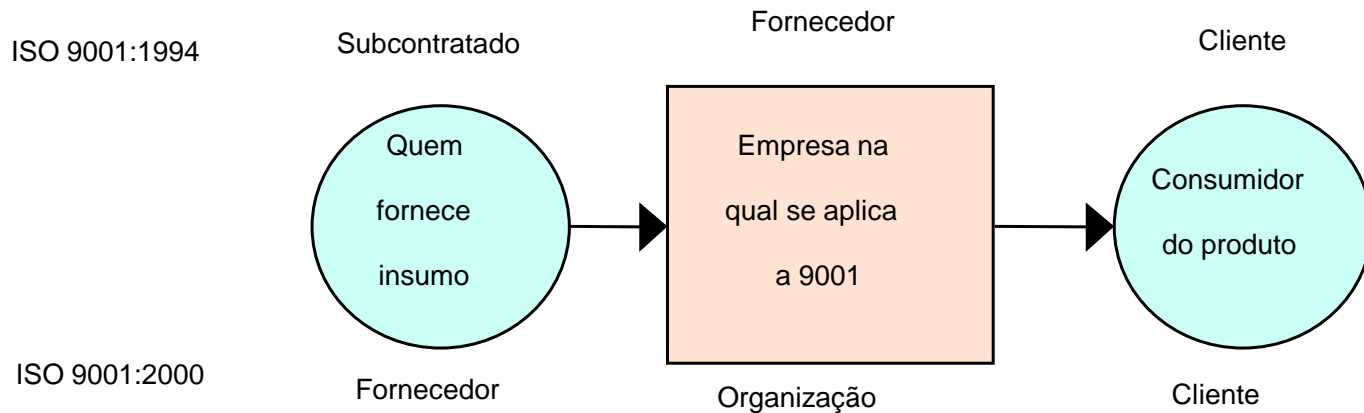 ISO 9001:1994
Subcontratado
Fornecedor
Cliente
Quem
fornece
insumo
Empresa na
qual se aplica
a 9001
Consumidor
do produto
ISO 9001:2000
Fornecedor
Organização
Cliente